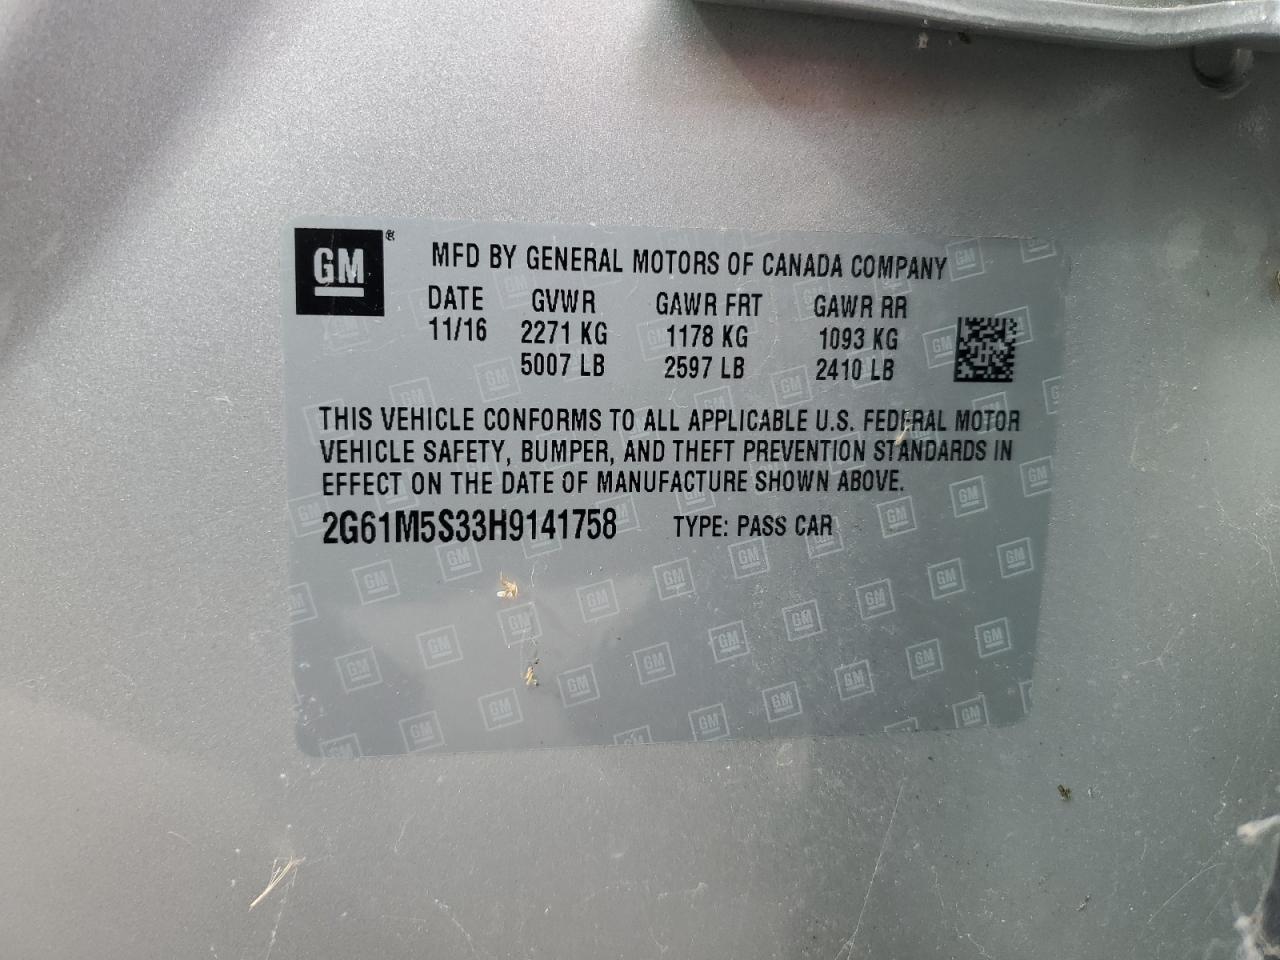 GM®
MFD BY GENERAL MOTORS OF CANADA COMPANY
DATE GVWR GAWR FRT GAWR RR
11/16 2271 KG 1178 KG 1093 KG
5007 LB 2597 LB 2410 LB
THIS VEHICLE CONFORMS TO ALL APPLICABLE U.S. FEDERAL MOTOR
VEHICLE SAFETY, BUMPER, AND THEFT PREVENTION STANDARDS IN
EFFECT ON THE DATE OF MANUFACTURE SHOWN ABOVE.
2G61M5S33H9141758 TYPE: PASS CAR